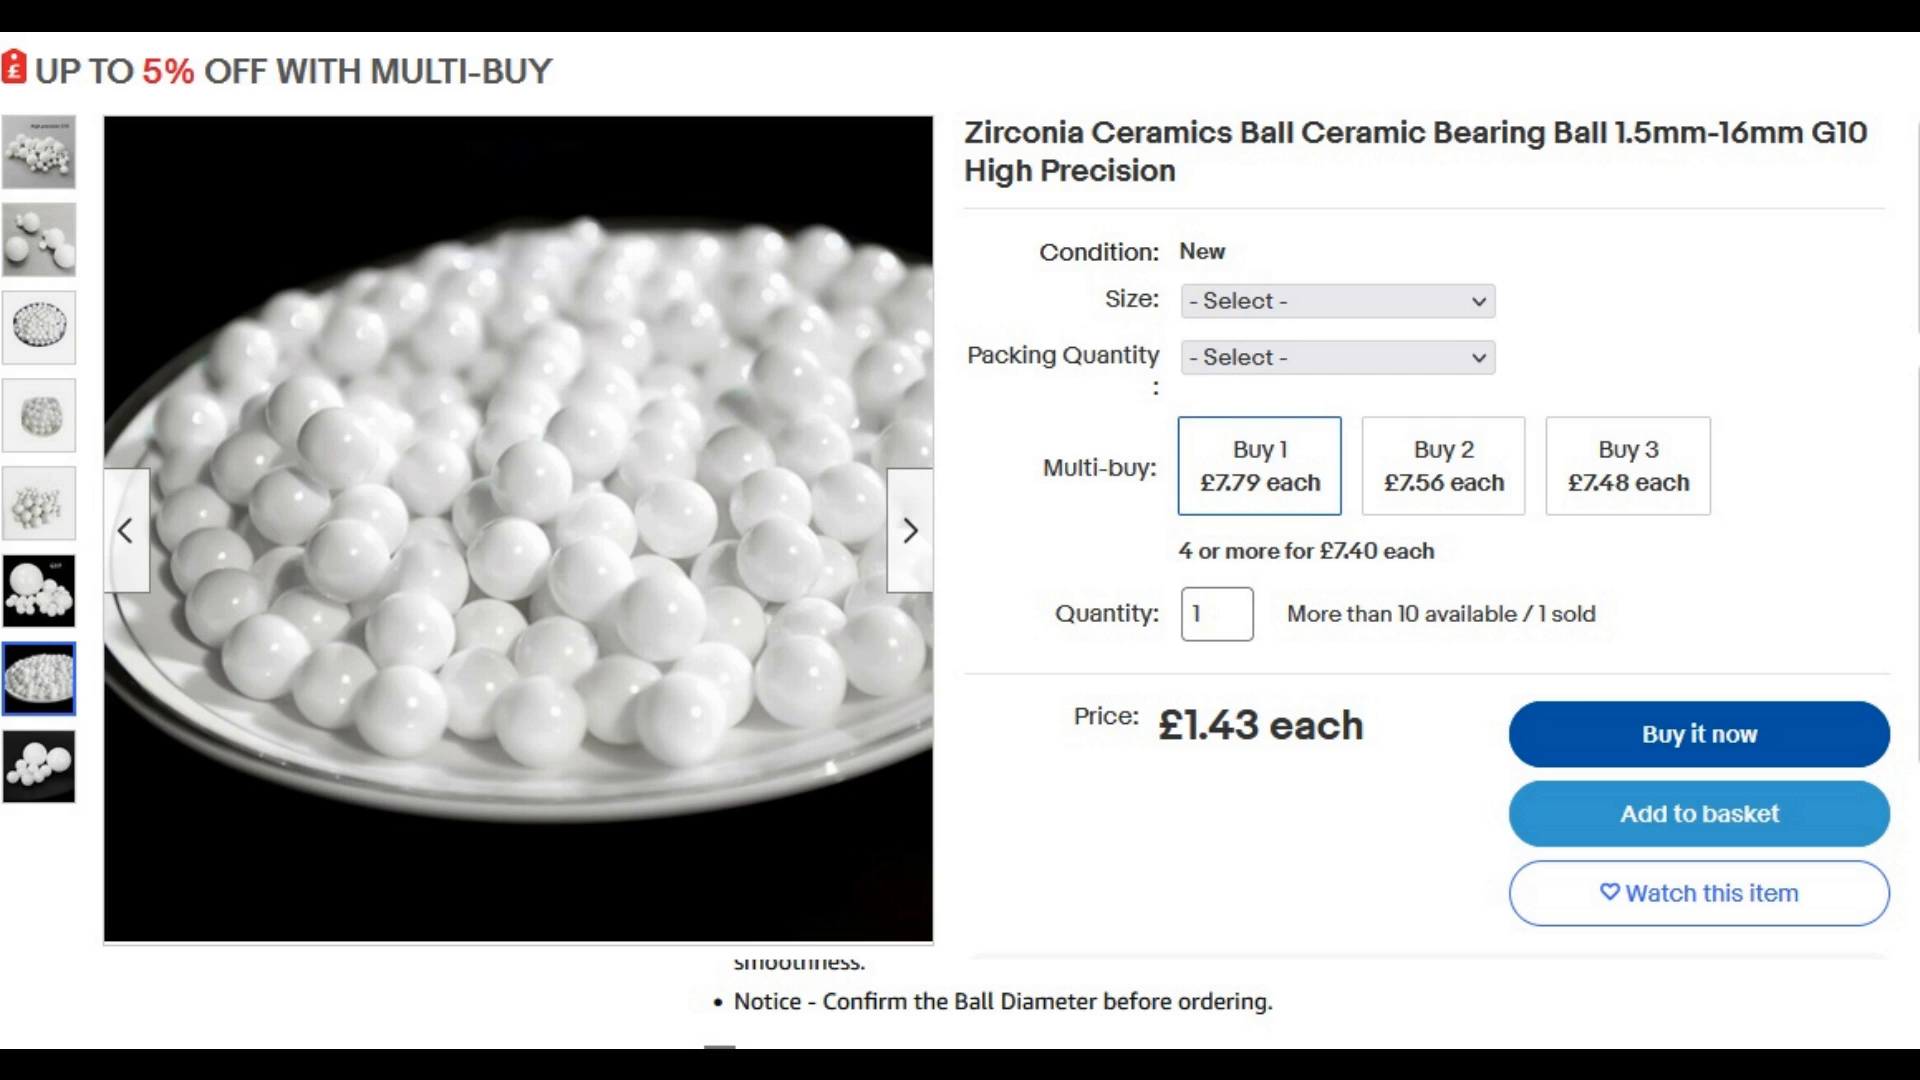 UP TO 5% OFF WITH MULTI-BUY
Zirconia Ceramics Ball Ceramic Bearing Ball 1.5mm-16mm G10
High Precision
Condition: New
Size: - Select -
Packing Quantity : - Select -
Multi-buy:
Buy 1
£7.79 each
Buy 2
£7.56 each
Buy 3
£7.48 each
4 or more for £7.40 each
Quantity: 1 More than 10 available / 1 sold
Price: £1.43 each
Buy it now
Add to basket
Watch this item
smoothness.
• Notice - Confirm the Ball Diameter before ordering.